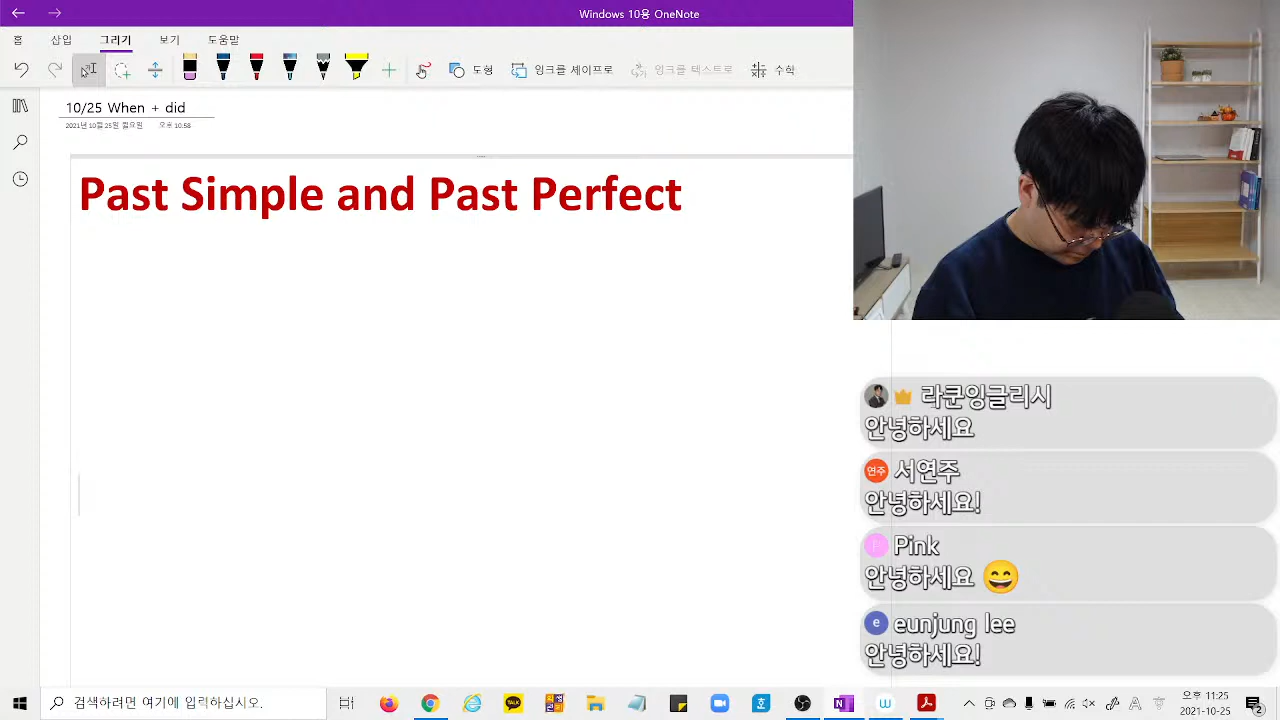 Windows 10용 OneNote
홈 삽입 그리기 보기 도움말
도형 잉크를 셰이프로 잉크를 텍스트로 수학
10/25 When + did
2021년 10월 25일 월요일 오후 10:58
Past Simple and Past Perfect
라쿤잉글리시
안녕하세요
연주 서연주
안녕하세요!
P Pink
안녕하세요 😄
e eunjung lee
안녕하세요!
검색하려면 여기에 입력하십시오.
TALK
오후 11:25
2021-10-25
2